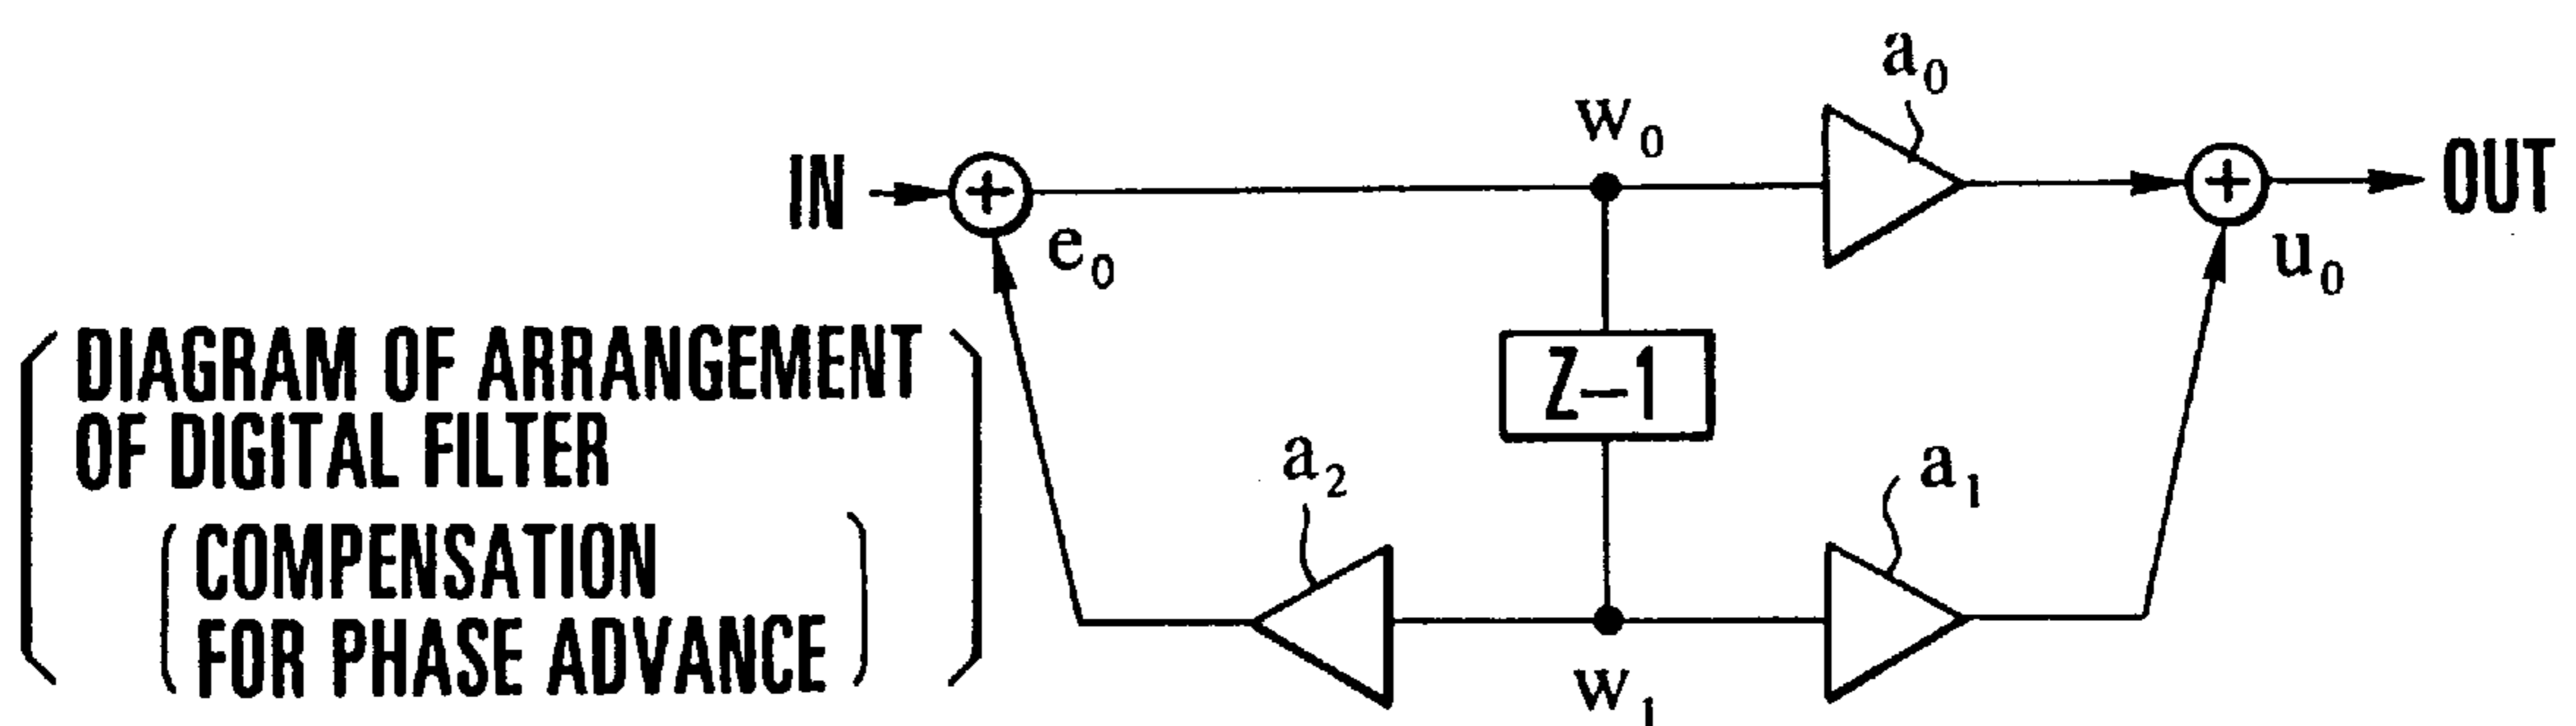 a₀
w₀
IN + + OUT
e₀ u₀
DIAGRAM OF ARRANGEMENT
OF DIGITAL FILTER
COMPENSATION
FOR PHASE ADVANCE
Z−1
a₂ a₁
w₁